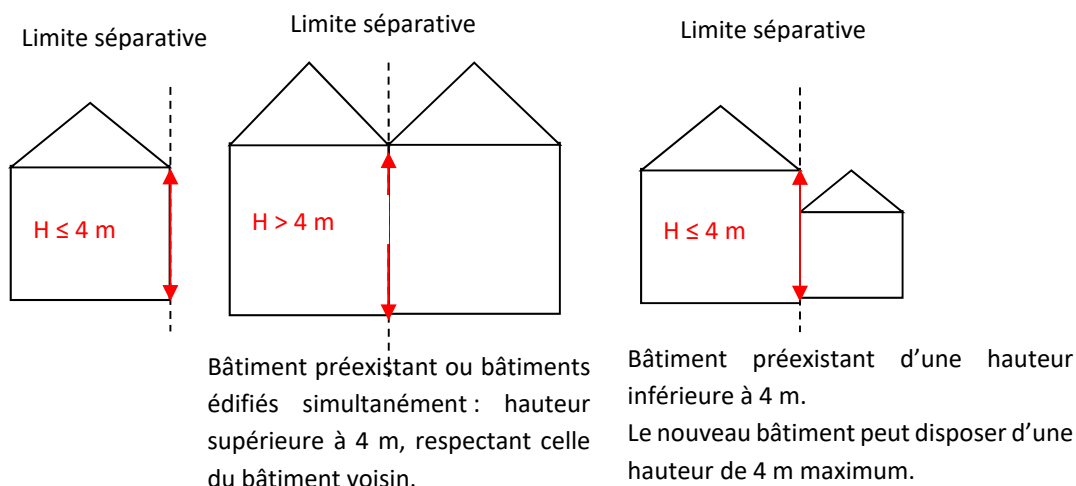 Limite séparative
Limite séparative
Limite séparative
H ≤ 4 m
H > 4 m
H ≤ 4 m
Bâtiment préexistant ou bâtiments
édifiés simultanément : hauteur
supérieure à 4 m, respectant celle
du bâtiment voisin.
Bâtiment préexistant d’une hauteur
inférieure à 4 m.
Le nouveau bâtiment peut disposer d’une
hauteur de 4 m maximum.